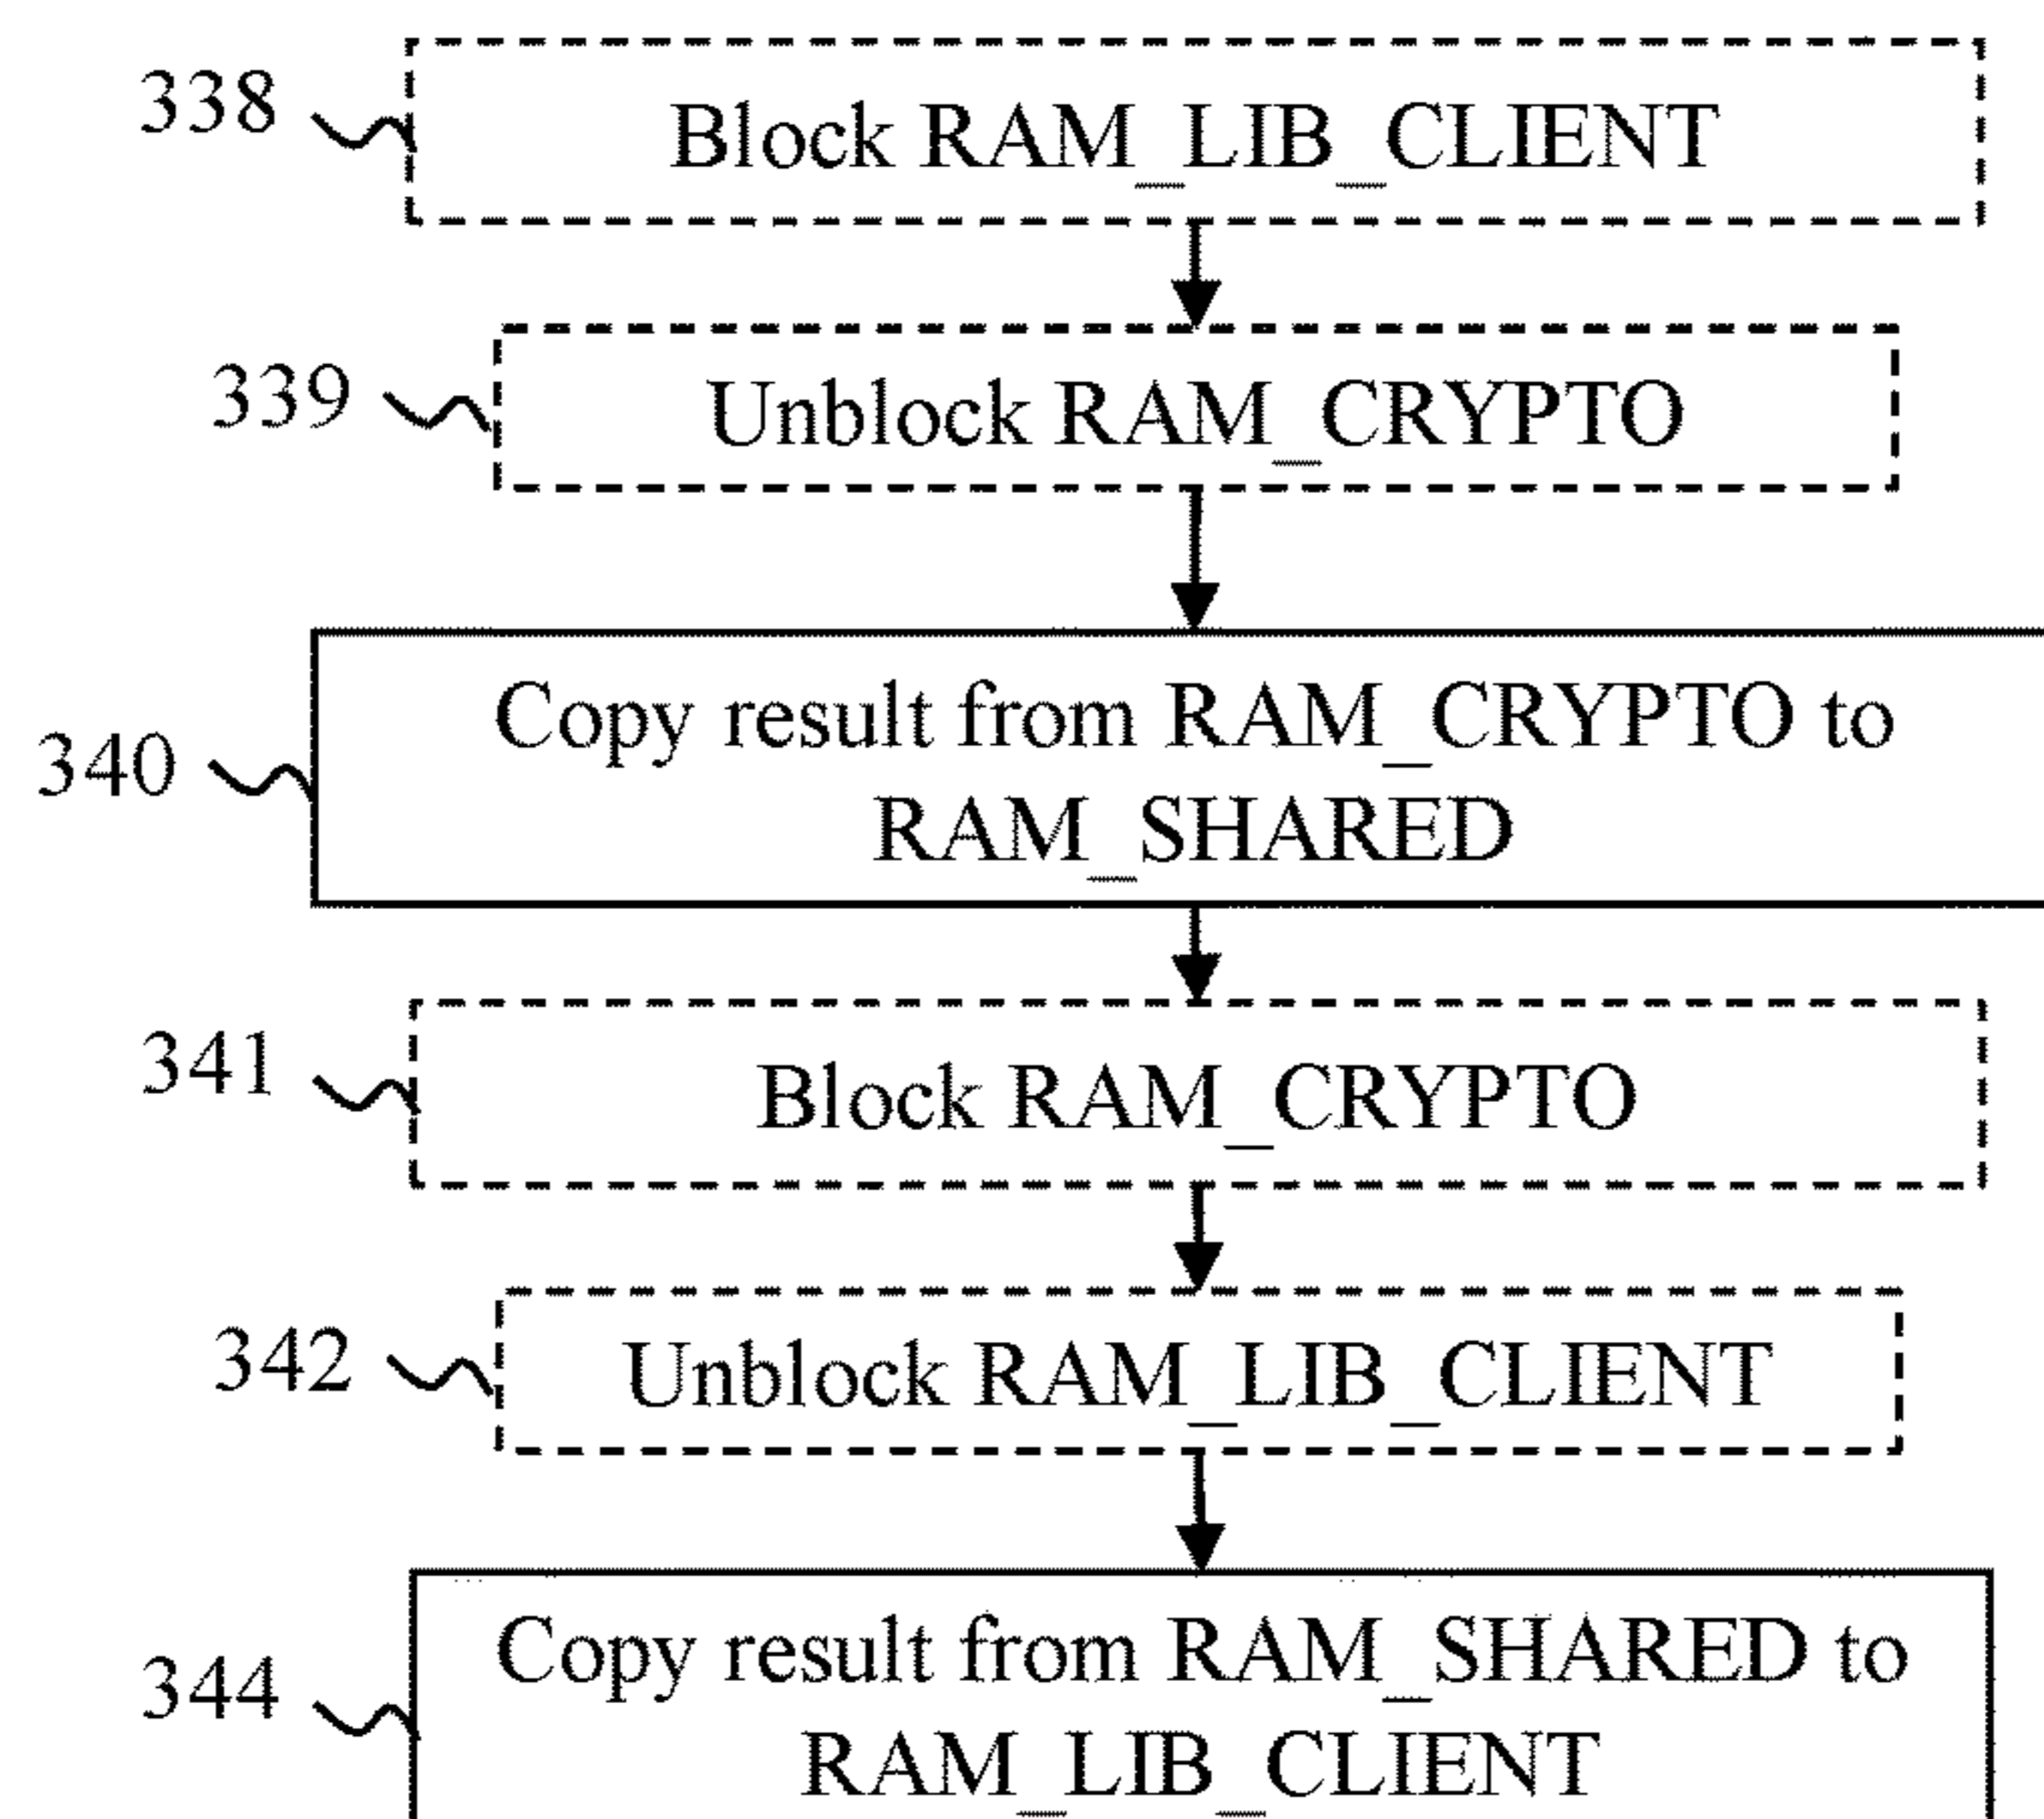 338
Block RAM_LIB_CLIENT
339
Unblock RAM_CRYPTO
340
Copy result from RAM_CRYPTO to
RAM_SHARED
341
Block RAM_CRYPTO
342
Unblock RAM_LIB_CLIENT
344
Copy result from RAM_SHARED to
RAM_LIB_CLIENT